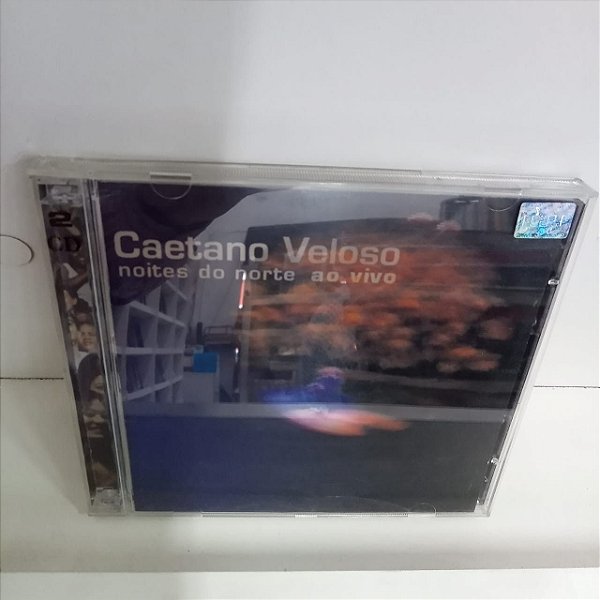 2
CD
Caetano Veloso
noites do norte ao vivo